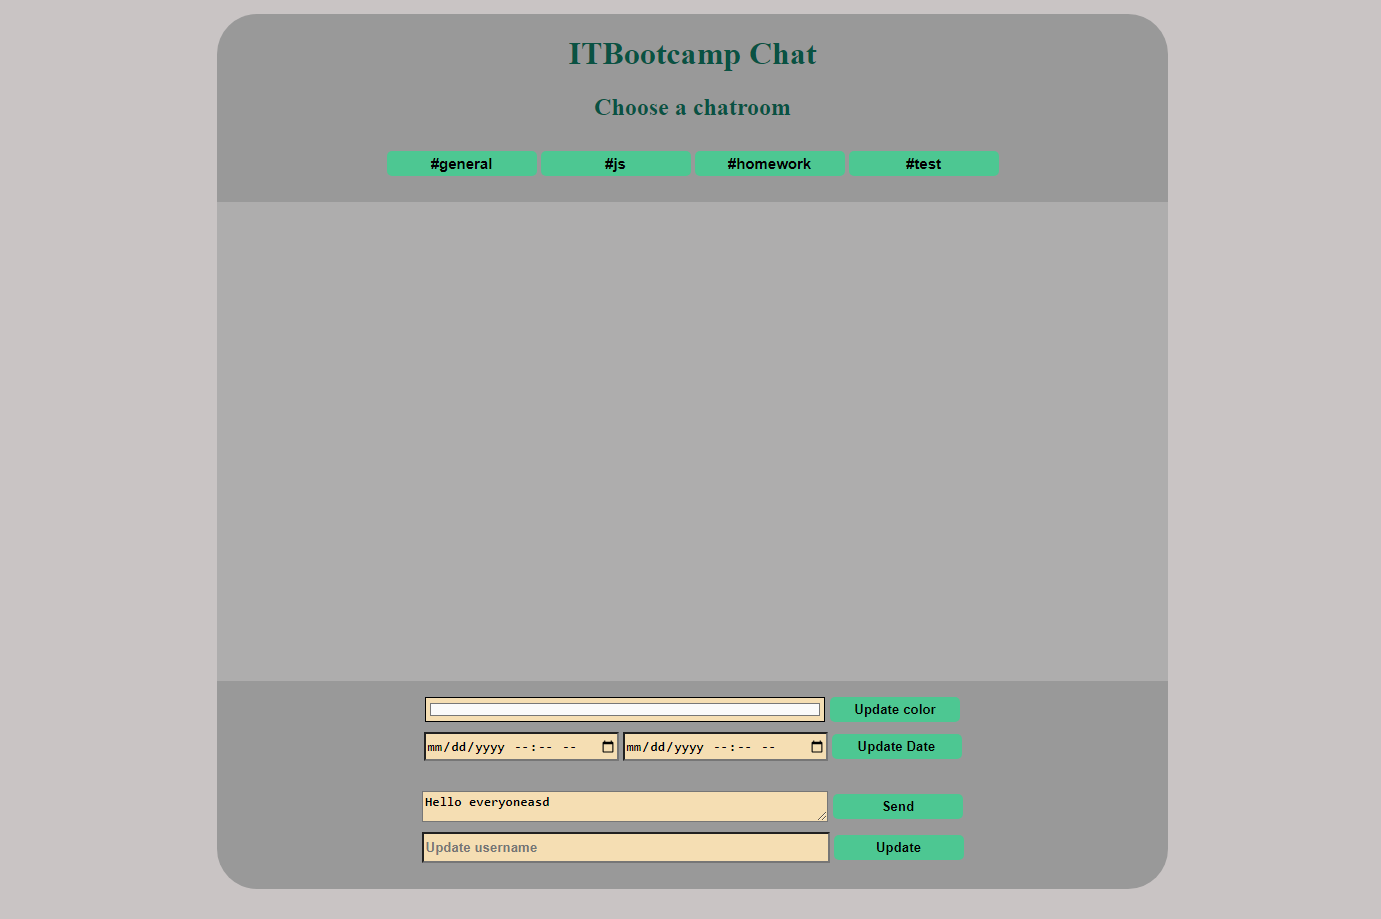 ITBootcamp Chat
Choose a chatroom
#general #js #homework #test
Update color
mm/dd/yyyy --:-- -- mm/dd/yyyy --:-- -- Update Date
Hello everyoneasd Send
Update username Update